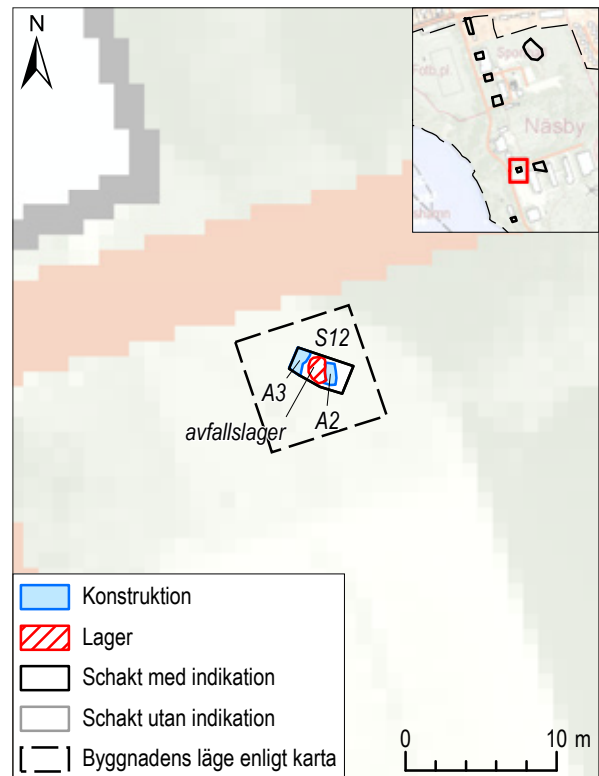 N
Fotb.pl.
Näsby
S12
A3
A2
avfallslager
Konstruktion
Lager
Schakt med indikation
Schakt utan indikation
Byggnadens läge enligt karta
0
10 m